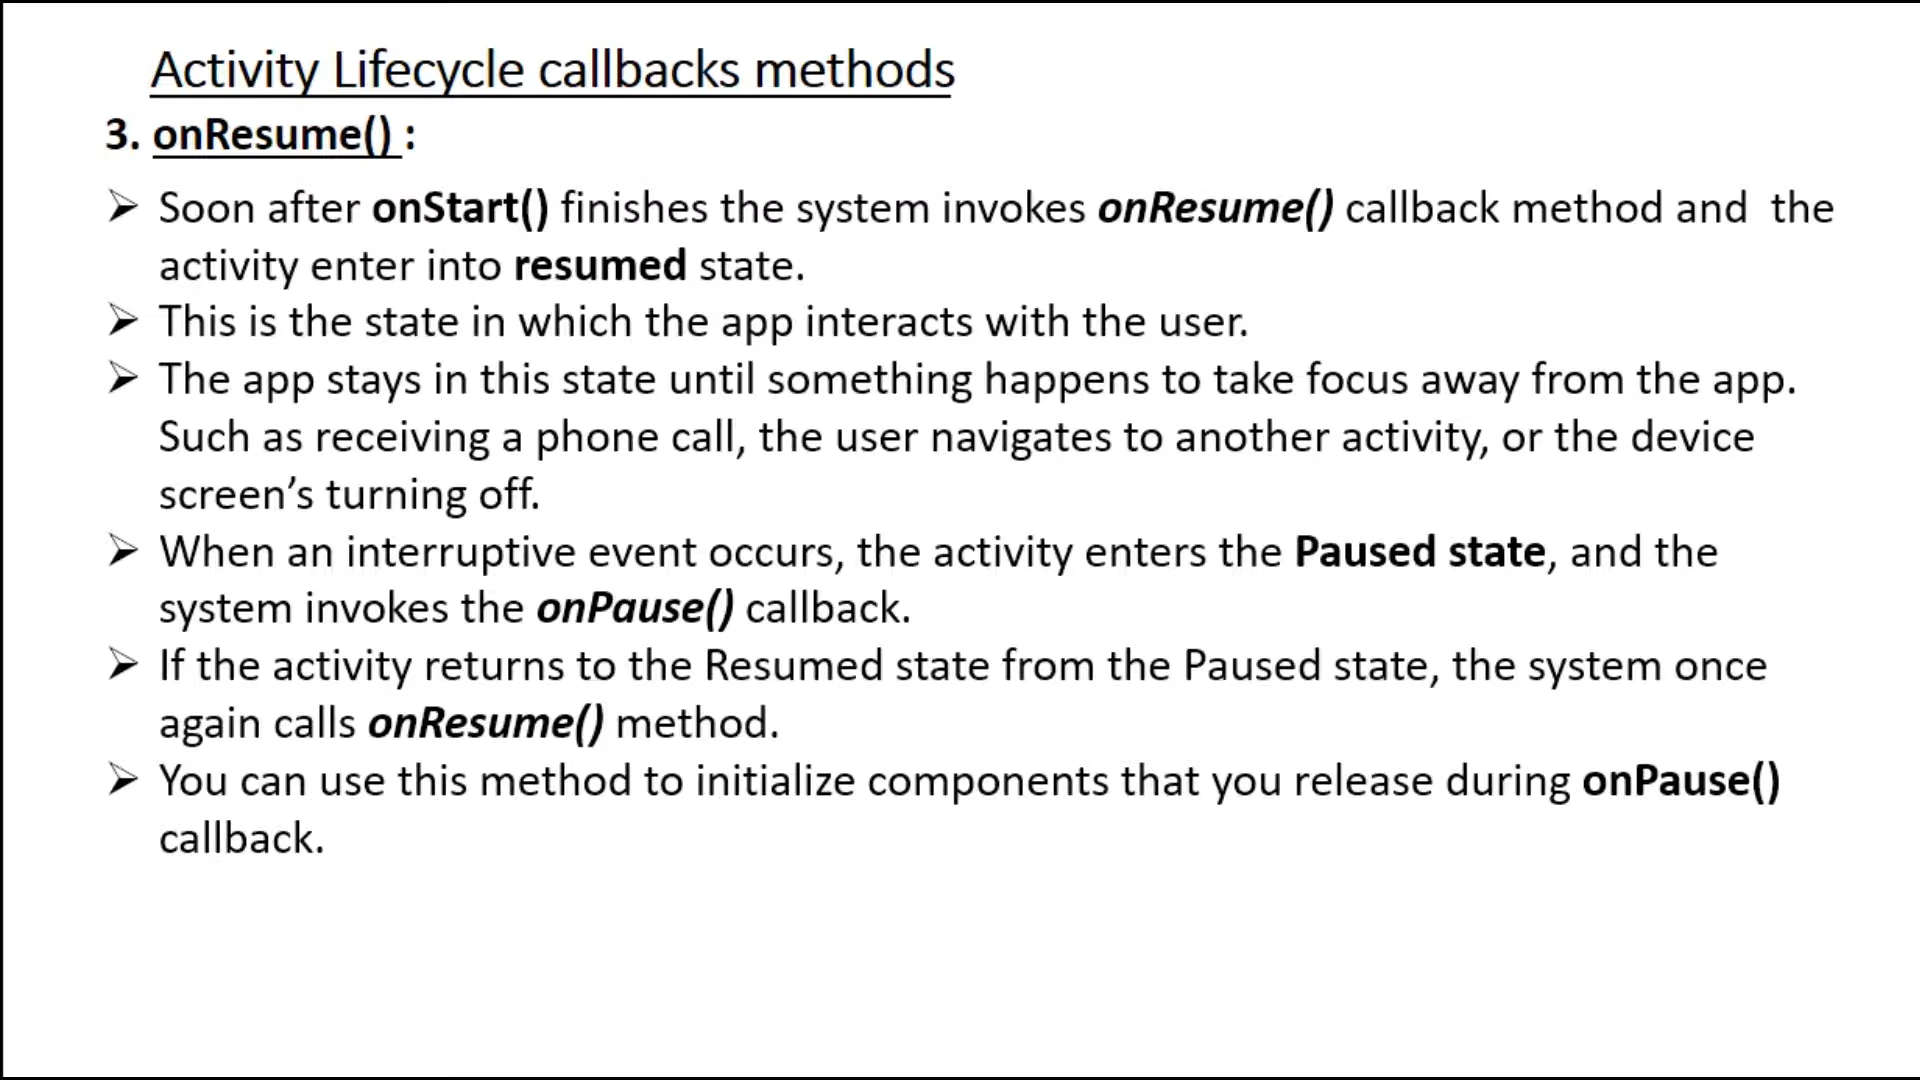 Activity Lifecycle callbacks methods
3. onResume() :
➢ Soon after onStart() finishes the system invokes onResume() callback method and  the
activity enter into resumed state.
➢ This is the state in which the app interacts with the user.
➢ The app stays in this state until something happens to take focus away from the app.
Such as receiving a phone call, the user navigates to another activity, or the device
screen’s turning off.
➢ When an interruptive event occurs, the activity enters the Paused state, and the
system invokes the onPause() callback.
➢ If the activity returns to the Resumed state from the Paused state, the system once
again calls onResume() method.
➢ You can use this method to initialize components that you release during onPause()
callback.